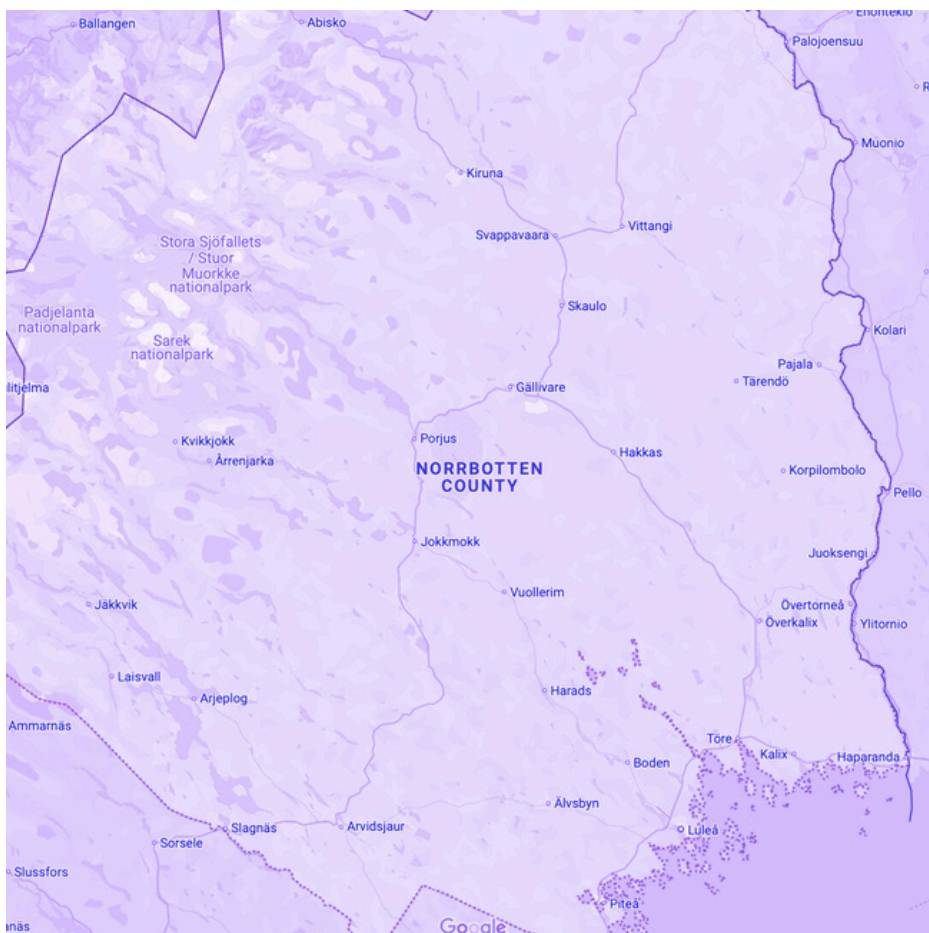 Ballangen
Abisko
Enontekiö
Palojoensuu
Muonio
Kiruna
Svappavaara
Vittangi
Stora Sjöfallets
/ Stuor
Muorkke
nationalpark
Skaulo
Padjelanta
nationalpark
Sarek
nationalpark
Kolari
Pajala
litjelma
Gällivare
Tärendö
Kvikkjokk
Porjus
Årrenjarka
Hakkas
NORRBOTTEN
COUNTY
Korpilombolo
Pello
Jokkmokk
Juoksengi
Vuollerim
Jäkkvik
Övertorneå
Överkalix
Ylitornio
Laisvall
Arjeplog
Harads
Ammarnäs
Töre
Kalix
Haparanda
Boden
Älvsbyn
Slagnäs
Arvidsjaur
Luleå
Sorsele
Slussfors
Piteå
Google
anäs